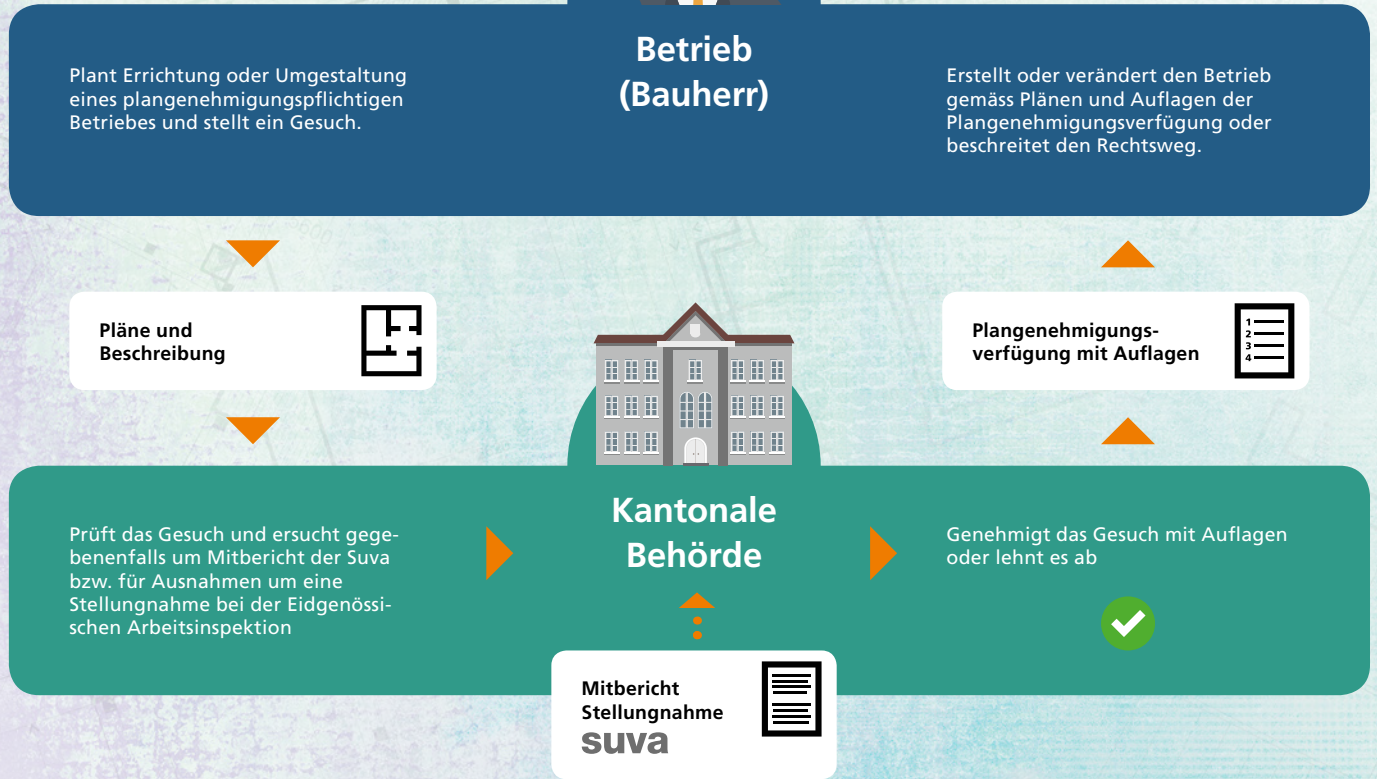 Betrieb
(Bauherr)
Plant Errichtung oder Umgestaltung
eines plangenehmigungspflichtigen
Betriebes und stellt ein Gesuch.
Erstellt oder verändert den Betrieb
gemäss Plänen und Auflagen der
Plangenehmigungsverfügung oder
beschreitet den Rechtsweg.
Pläne und
Beschreibung
Plangenehmigungs-
verfügung mit Auflagen
1
2
3
4
Kantonale
Behörde
Prüft das Gesuch und ersucht gege-
benenfalls um Mitbericht der Suva
bzw. für Ausnahmen um eine
Stellungnahme bei der Eidgenössi-
schen Arbeitsinspektion
Genehmigt das Gesuch mit Auflagen
oder lehnt es ab
Mitbericht
Stellungnahme
suva